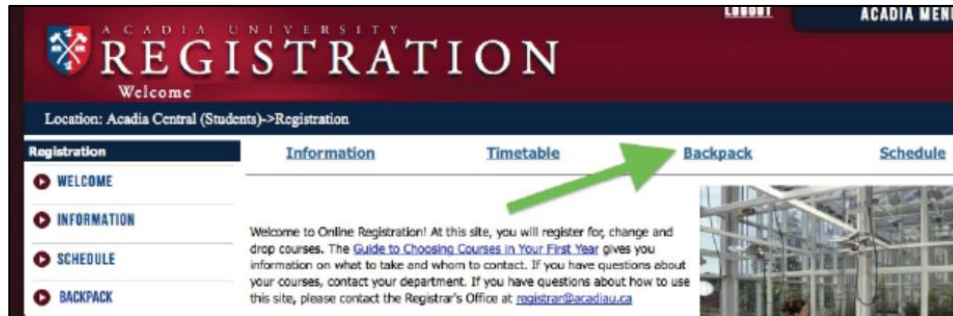 LOGOUT
ACADIA MENU
ACADIA UNIVERSITY
REGISTRATION
Welcome
Location: Acadia Central (Students)->Registration
Registration
Information Timetable Backpack Schedule
WELCOME
INFORMATION
SCHEDULE
BACKPACK
Welcome to Online Registration! At this site, you will register for, change and
drop courses. The Guide to Choosing Courses in Your First Year gives you
information on what to take and whom to contact. If you have questions about
your courses, contact your department. If you have questions about how to use
this site, please contact the Registrar's Office at registrar@acadiau.ca